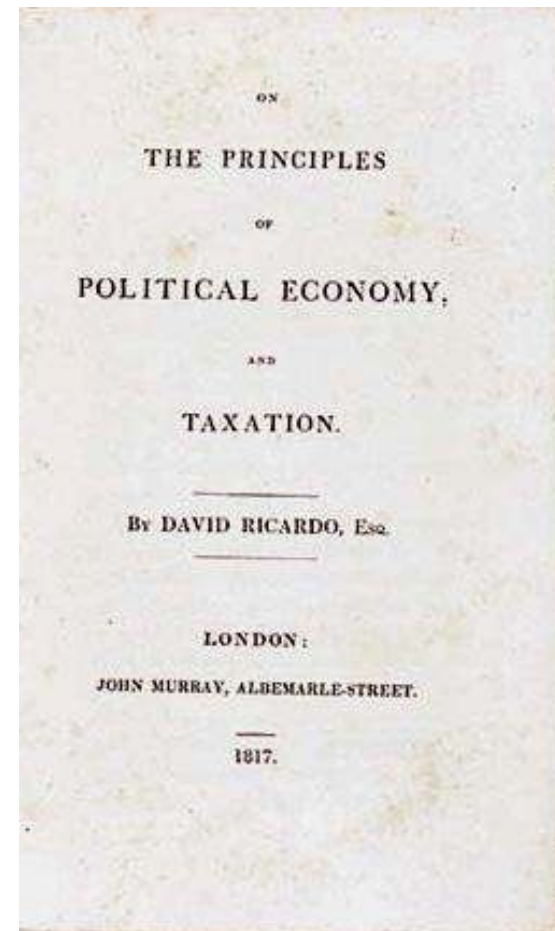 ON
THE PRINCIPLES
OF
POLITICAL ECONOMY,
AND
TAXATION.
By DAVID RICARDO, Esq.
LONDON:
JOHN MURRAY, ALBEMARLE-STREET.
1817.